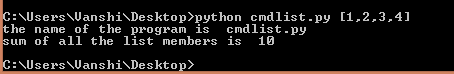 C:\Users\Vanshi\Desktop>python cmdlist.py [1,2,3,4]
the name of the program is  cmdlist.py
sum of all the list members is  10
C:\Users\Vanshi\Desktop>